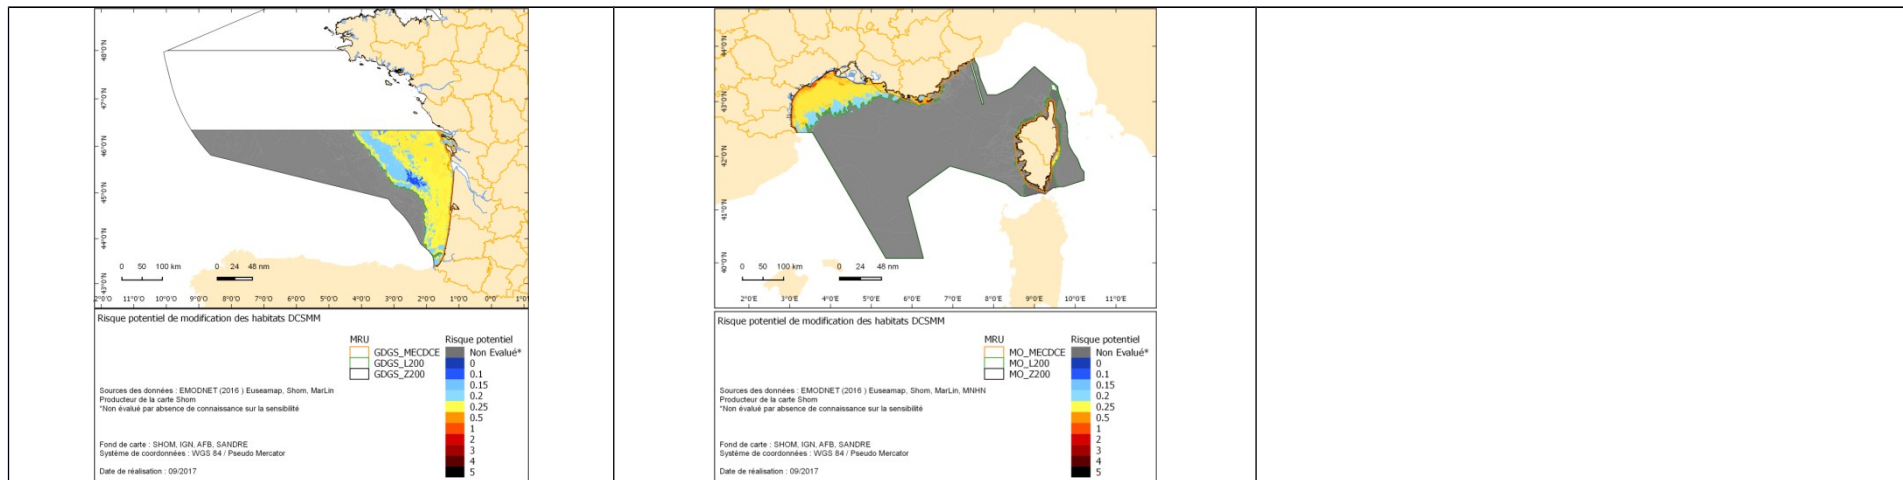 48°0'N
47°0'N
46°0'N
45°0'N
44°0'N
43°0'N
0 50 100 km
0 24 48 nm
2°0'O 1°0'O 10°0'O 9°0'O 8°0'O 7°0'O 6°0'O 5°0'O 4°0'O 3°0'O 2°0'O 1°0'O 0°0' 1°0
Risque potentiel de modification des habitats DCSMM
MRU
GDGS_MECDCE
GDGS_L200
GDGS_Z200
Risque potentiel
Non Evalué*
0
0.1
0.15
0.2
0.25
0.5
1
2
3
4
5
Sources des données : EMODNET (2016 ) Euseamap, Shom, MarLin
Producteur de la carte Shom
*Non évalué par absence de connaissance sur la sensibilité
Fond de carte : SHOM, IGN, AFB, SANDRE
Système de coordonnées : WGS 84 / Pseudo Mercator
Date de réalisation : 09/2017
44°0'N
43°0'N
42°0'N
41°0'N
40°0'N
0 50 100 km
0 24 48 nm
2°0'E 3°0'E 4°0'E 5°0'E 6°0'E 7°0'E 8°0'E 9°0'E 10°0'E 11°0'E
Risque potentiel de modification des habitats DCSMM
MRU
MO_MECDCE
MO_L200
MO_Z200
Risque potentiel
Non Evalué*
0
0.1
0.15
0.2
0.25
0.5
1
2
3
4
5
Sources des données : EMODNET (2016 ) Euseamap, Shom, MarLin, MNHN
Producteur de la carte Shom
*Non évalué par absence de connaissance sur la sensibilité
Fond de carte : SHOM, IGN, AFB, SANDRE
Système de coordonnées : WGS 84 / Pseudo Mercator
Date de réalisation : 09/2017